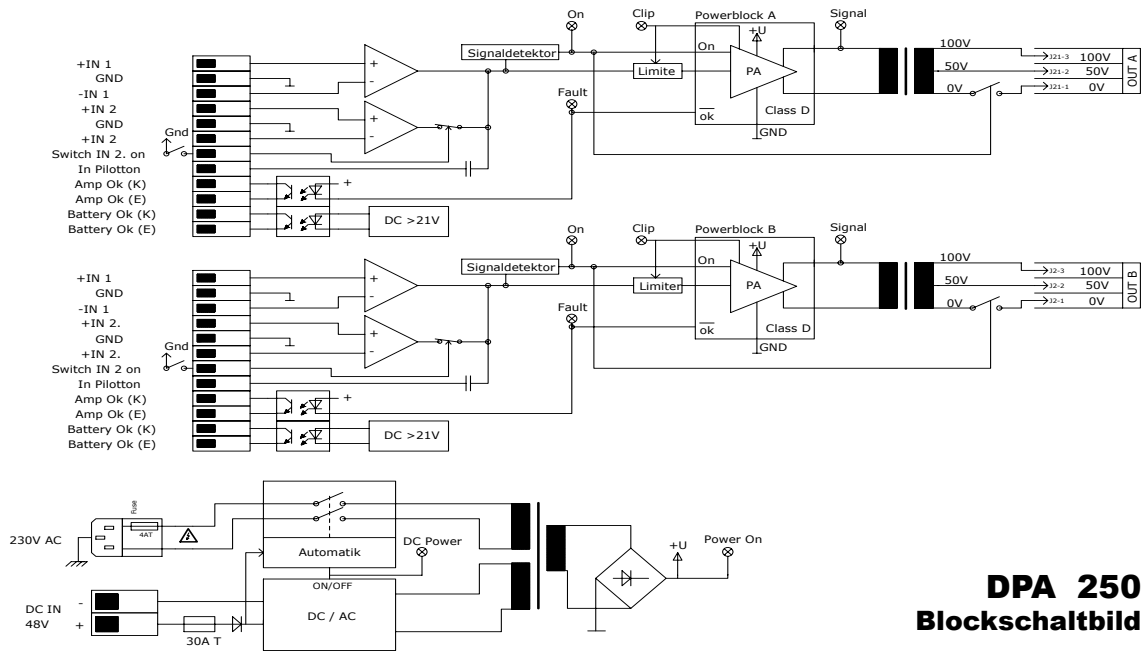 On
Clip
Powerblock A
Signal
+U
Signaldetektor
On
100V
J21-3 100V
+IN 1
GND
-IN 1
+IN 2
GND
+IN 2
Gnd
Switch IN 2. on
In Pilotton
Amp Ok (K)
Amp Ok (E)
Battery Ok (K)
Battery Ok (E)
+
-
+
-
+
DC >21V
Limite
PA
50V
J21-2 50V
OUT A
0V
J21-1 0V
Fault
Class D
ok
GND
On
Clip
Powerblock B
Signal
+U
Signaldetektor
On
100V
J2-3 100V
+IN 1
GND
-IN 1
+IN 2.
GND
+IN 2.
Gnd
Switch IN 2 on
In Pilotton
Amp Ok (K)
Amp Ok (E)
Battery Ok (K)
Battery Ok (E)
+
-
+
-
+
DC >21V
Limiter
PA
50V
J2-2 50V
OUT B
0V
J2-1 0V
Fault
Class D
ok
GND
Fuse
4AT
230V AC
Automatik
DC Power
+U
Power On
ON/OFF
DC IN
48V
-
+
30A T
DC / AC
DPA 250
Blockschaltbild